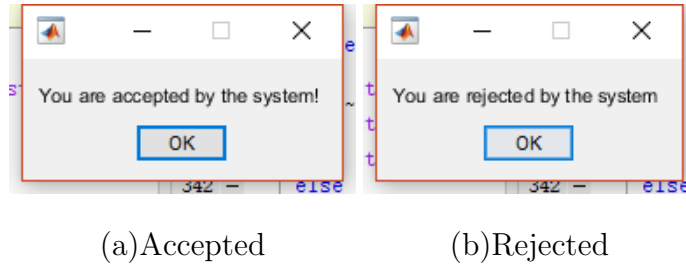 You are accepted by the system!
OK
342 – else
You are rejected by the system
OK
342 – else
(a)Accepted
(b)Rejected